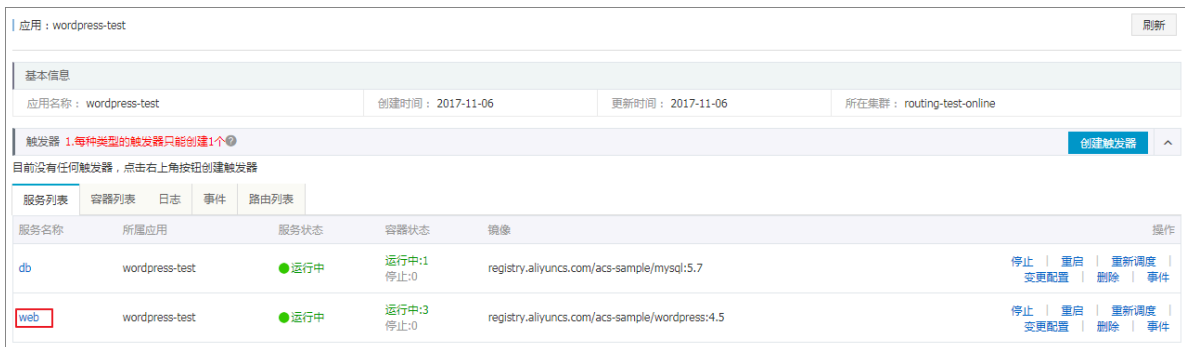 应用：wordpress-test 刷新
基本信息
应用名称： wordpress-test 创建时间： 2017-11-06 更新时间： 2017-11-06 所在集群： routing-test-online
触发器 1.每种类型的触发器只能创建1个 创建触发器
目前没有任何触发器，点击右上角按钮创建触发器
服务列表 容器列表 日志 事件 路由列表
服务名称 所属应用 服务状态 容器状态 镜像 操作
db wordpress-test 运行中 运行中:1 registry.aliyuncs.com/acs-sample/mysql:5.7 停止 | 重启 | 重新调度 |
停止:0 变更配置 | 删除 | 事件
web wordpress-test 运行中 运行中:3 registry.aliyuncs.com/acs-sample/wordpress:4.5 停止 | 重启 | 重新调度 |
停止:0 变更配置 | 删除 | 事件